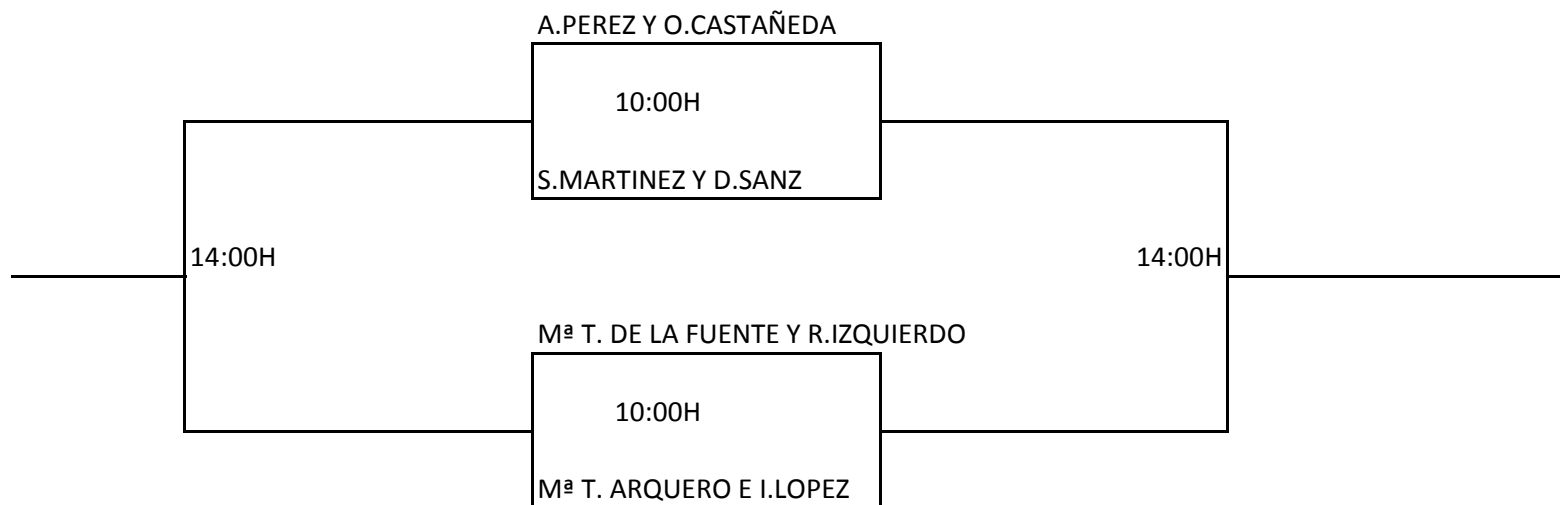 A.PEREZ Y O.CASTAÑEDA
10:00H
S.MARTINEZ Y D.SANZ
14:00H
14:00H
Mª T. DE LA FUENTE Y R.IZQUIERDO
10:00H
Mª T. ARQUERO E I.LOPEZ